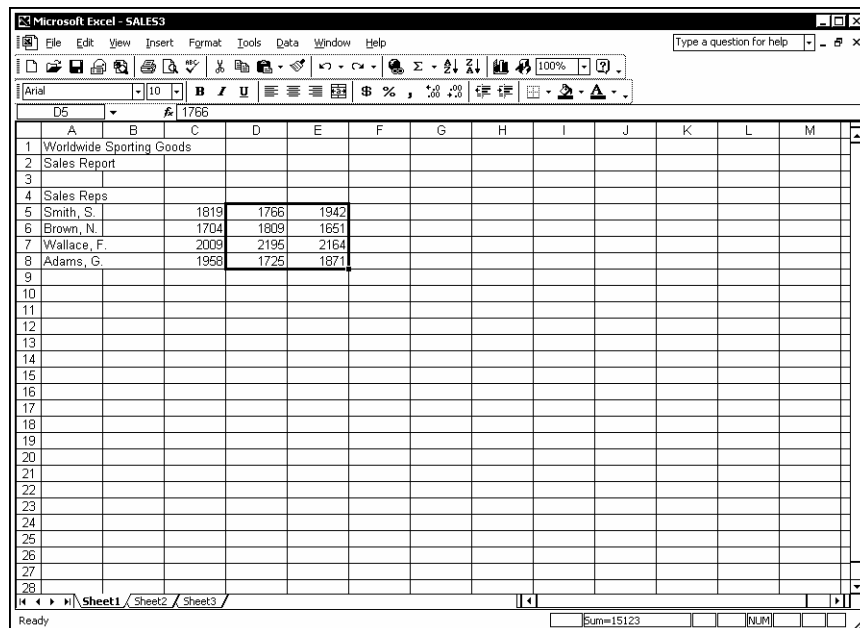 Microsoft Excel - SALES3
File Edit View Insert Format Tools Data Window Help Type a question for help
100%
Arial 10 B I U $ % ,
D5 fx 1766
A B C D E F G H I J K L M
1 Worldwide Sporting Goods
2 Sales Report
3
4 Sales Reps
5 Smith, S. 1819 1766 1942
6 Brown, N. 1704 1809 1651
7 Wallace, F. 2009 2195 2164
8 Adams, G. 1958 1725 1871
9
10
11
12
13
14
15
16
17
18
19
20
21
22
23
24
25
26
27
28
Sheet1 Sheet2 Sheet3
Ready Sum=15123 NUM